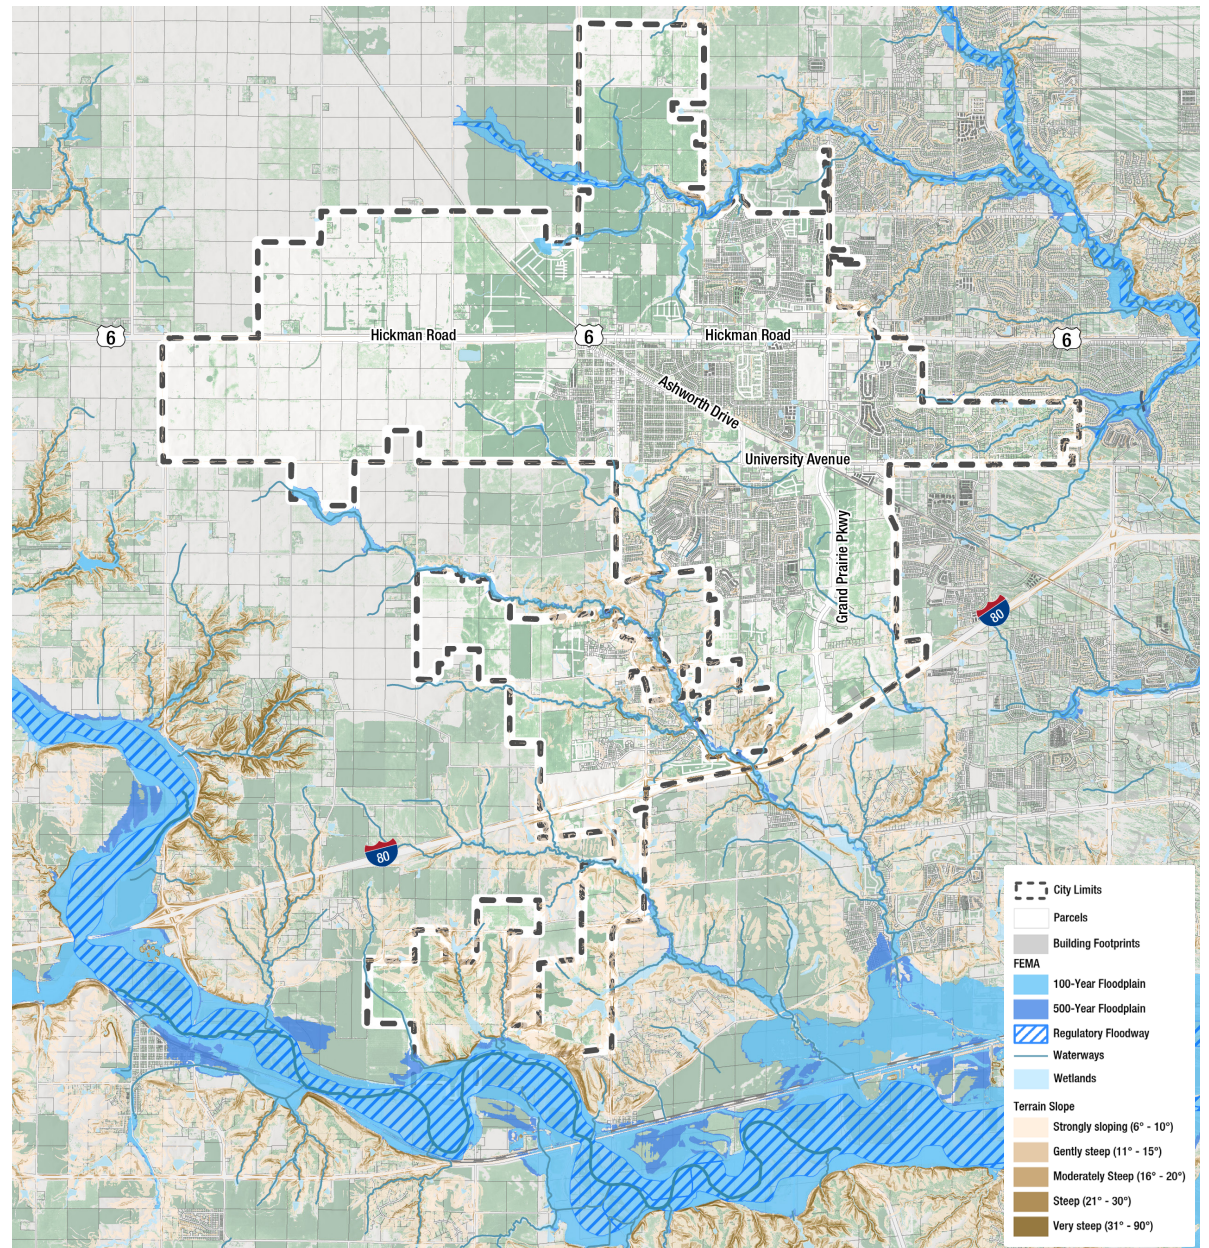 6
Hickman Road
6
Hickman Road
6
Ashworth Drive
University Avenue
Grand Prairie Pkwy
80
80
City Limits
Parcels
Building Footprints
FEMA
100-Year Floodplain
500-Year Floodplain
Regulatory Floodway
Waterways
Wetlands
Terrain Slope
Strongly sloping (6° - 10°)
Gently steep (11° - 15°)
Moderately Steep (16° - 20°)
Steep (21° - 30°)
Very steep (31° - 90°)